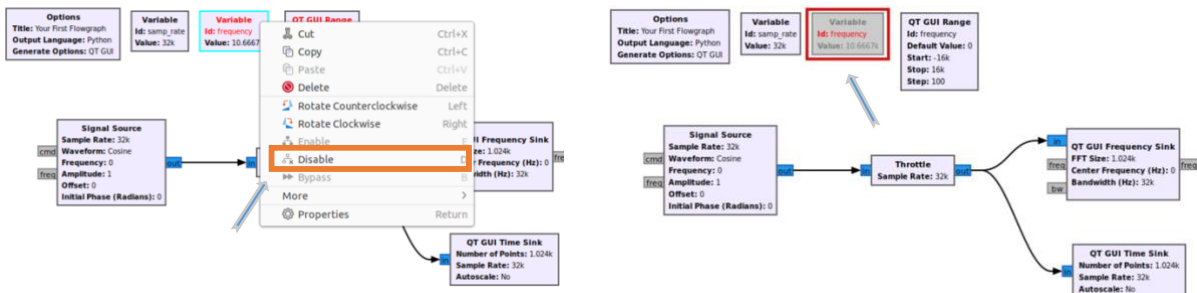 Options
Title: Your First Flowgraph
Output Language: Python
Generate Options: QT GUI
Variable
Id: samp_rate
Value: 32k
Variable
Id: frequency
Value: 10.6667
QT GUI Range
Cut Ctrl+X
Copy Ctrl+C
Paste Ctrl+V
Delete Delete
Rotate Counterclockwise Left
Rotate Clockwise Right
Enable E
Disable D
Bypass B
More
Properties Return
Signal Source
Sample Rate: 32k
Waveform: Cosine
Frequency: 0
Amplitude: 1
Offset: 0
Initial Phase (Radians): 0
cmd
freq
out
in
I Frequency Sink
ze: 1.024k
r Frequency (Hz): 0
width (Hz): 32k
fre
QT GUI Time Sink
Number of Points: 1.024k
Sample Rate: 32k
Autoscale: No
in
Options
Title: Your First Flowgraph
Output Language: Python
Generate Options: QT GUI
Variable
Id: samp_rate
Value: 32k
Variable
Id: frequency
Value: 10.6667k
QT GUI Range
Id: frequency
Default Value: 0
Start: -16k
Stop: 16k
Step: 100
Signal Source
Sample Rate: 32k
Waveform: Cosine
Frequency: 0
Amplitude: 1
Offset: 0
Initial Phase (Radians): 0
cmd
freq
out
in
Throttle
Sample Rate: 32k
out
in
freq
bw
QT GUI Frequency Sink
FFT Size: 1.024k
Center Frequency (Hz): 0
Bandwidth (Hz): 32k
freq
in
QT GUI Time Sink
Number of Points: 1.024k
Sample Rate: 32k
Autoscale: No